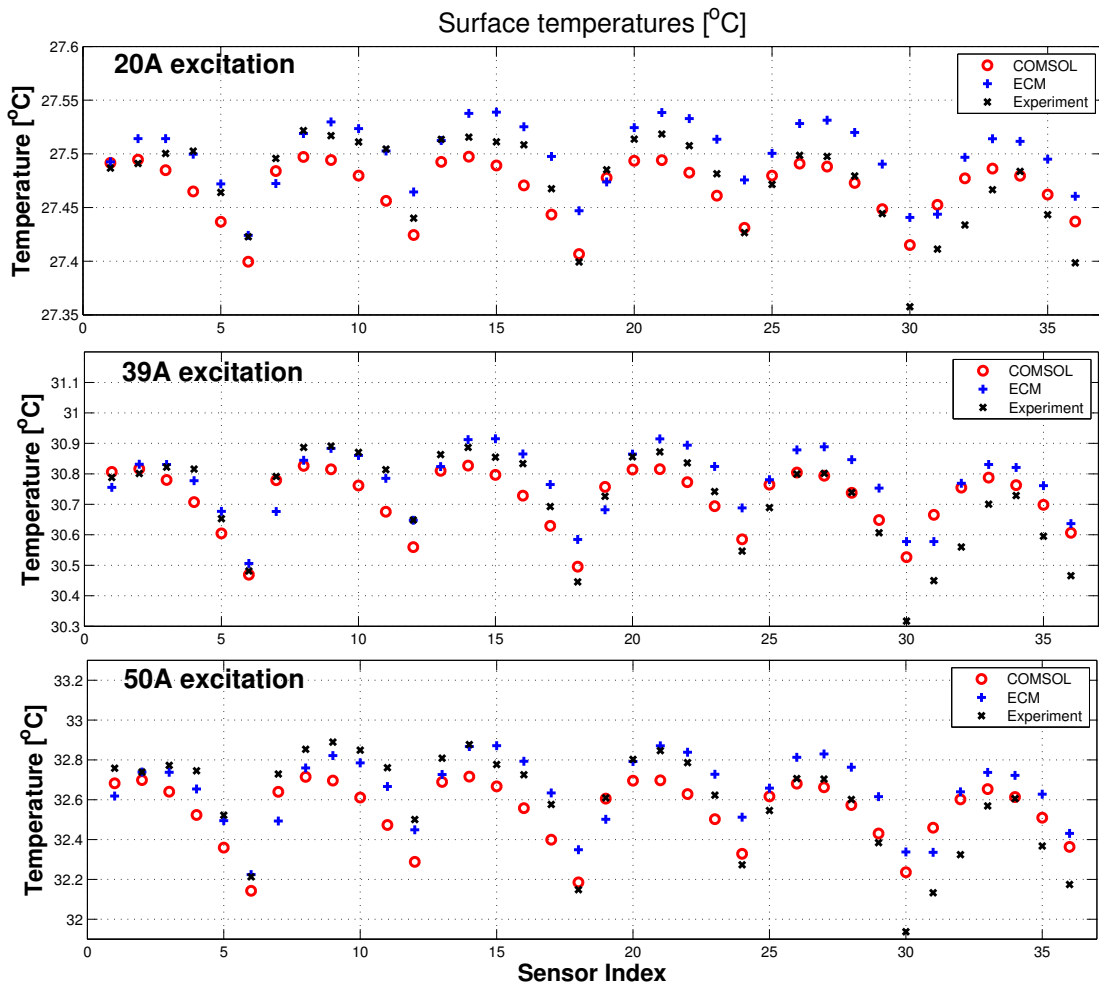 Surface temperatures [°C]
20A excitation
Temperature [°C]
27.6
27.55
27.5
27.45
27.4
27.35
COMSOL
ECM
Experiment
0 5 10 15 20 25 30 35
39A excitation
Temperature [°C]
31.1
31
30.9
30.8
30.7
30.6
30.5
30.4
30.3
COMSOL
ECM
Experiment
0 5 10 15 20 25 30 35
50A excitation
Temperature [°C]
33.2
33
32.8
32.6
32.4
32.2
32
COMSOL
ECM
Experiment
0 5 10 15 20 25 30 35
Sensor Index